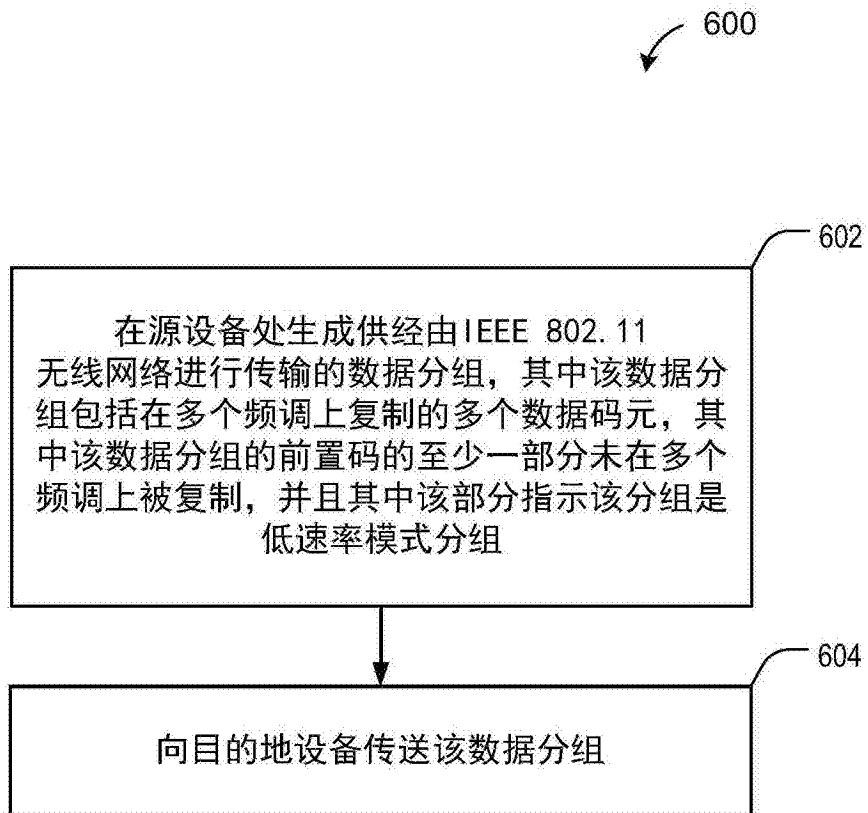 600
602
在源设备处生成供经由IEEE 802.11
无线网络进行传输的数据分组，其中该数据分
组包括在多个频调上复制的多个数据码元，其
中该数据分组的前置码的至少一部分未在多个
频调上被复制，并且其中该部分指示该分组是
低速率模式分组
604
向目的地设备传送该数据分组